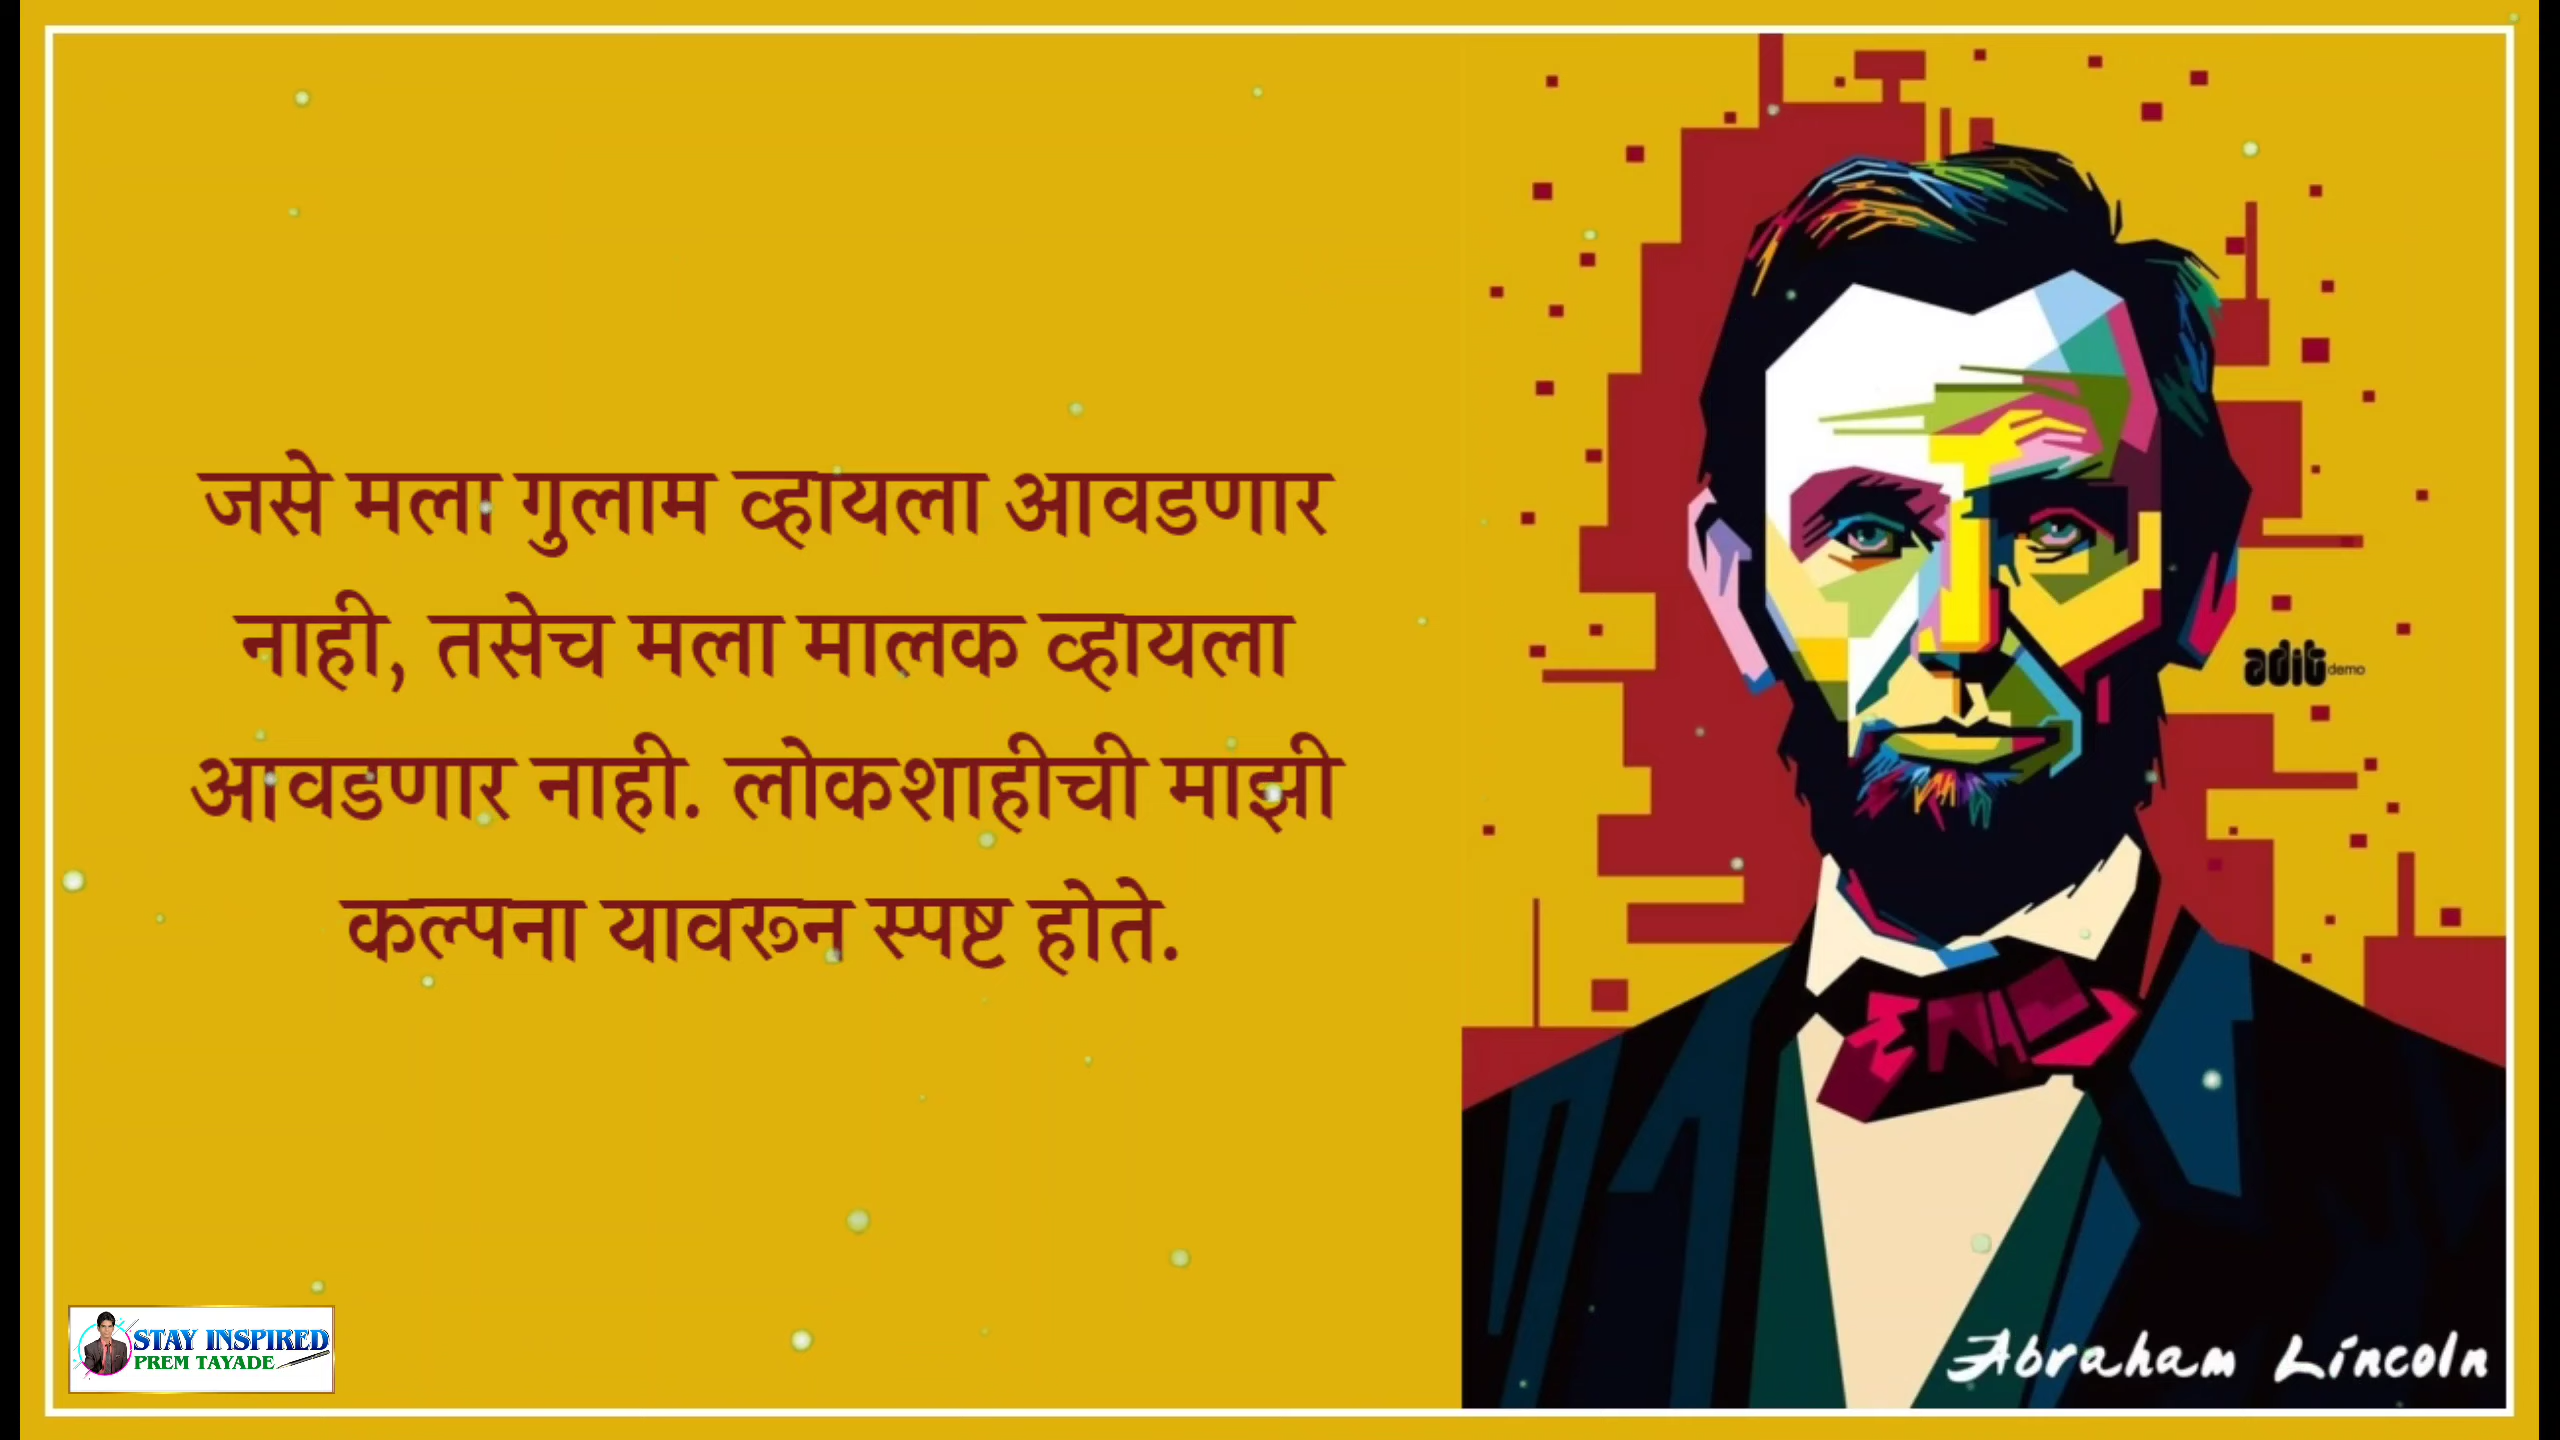 जसे मला गुलाम व्हायला आवडणार
नाही, तसेच मला मालक व्हायला
आवडणार नाही. लोकशाहीची माझी
कल्पना यावरून स्पष्ट होते.
adit demo
STAY INSPIRED
PREM TAYADE
Abraham Lincoln